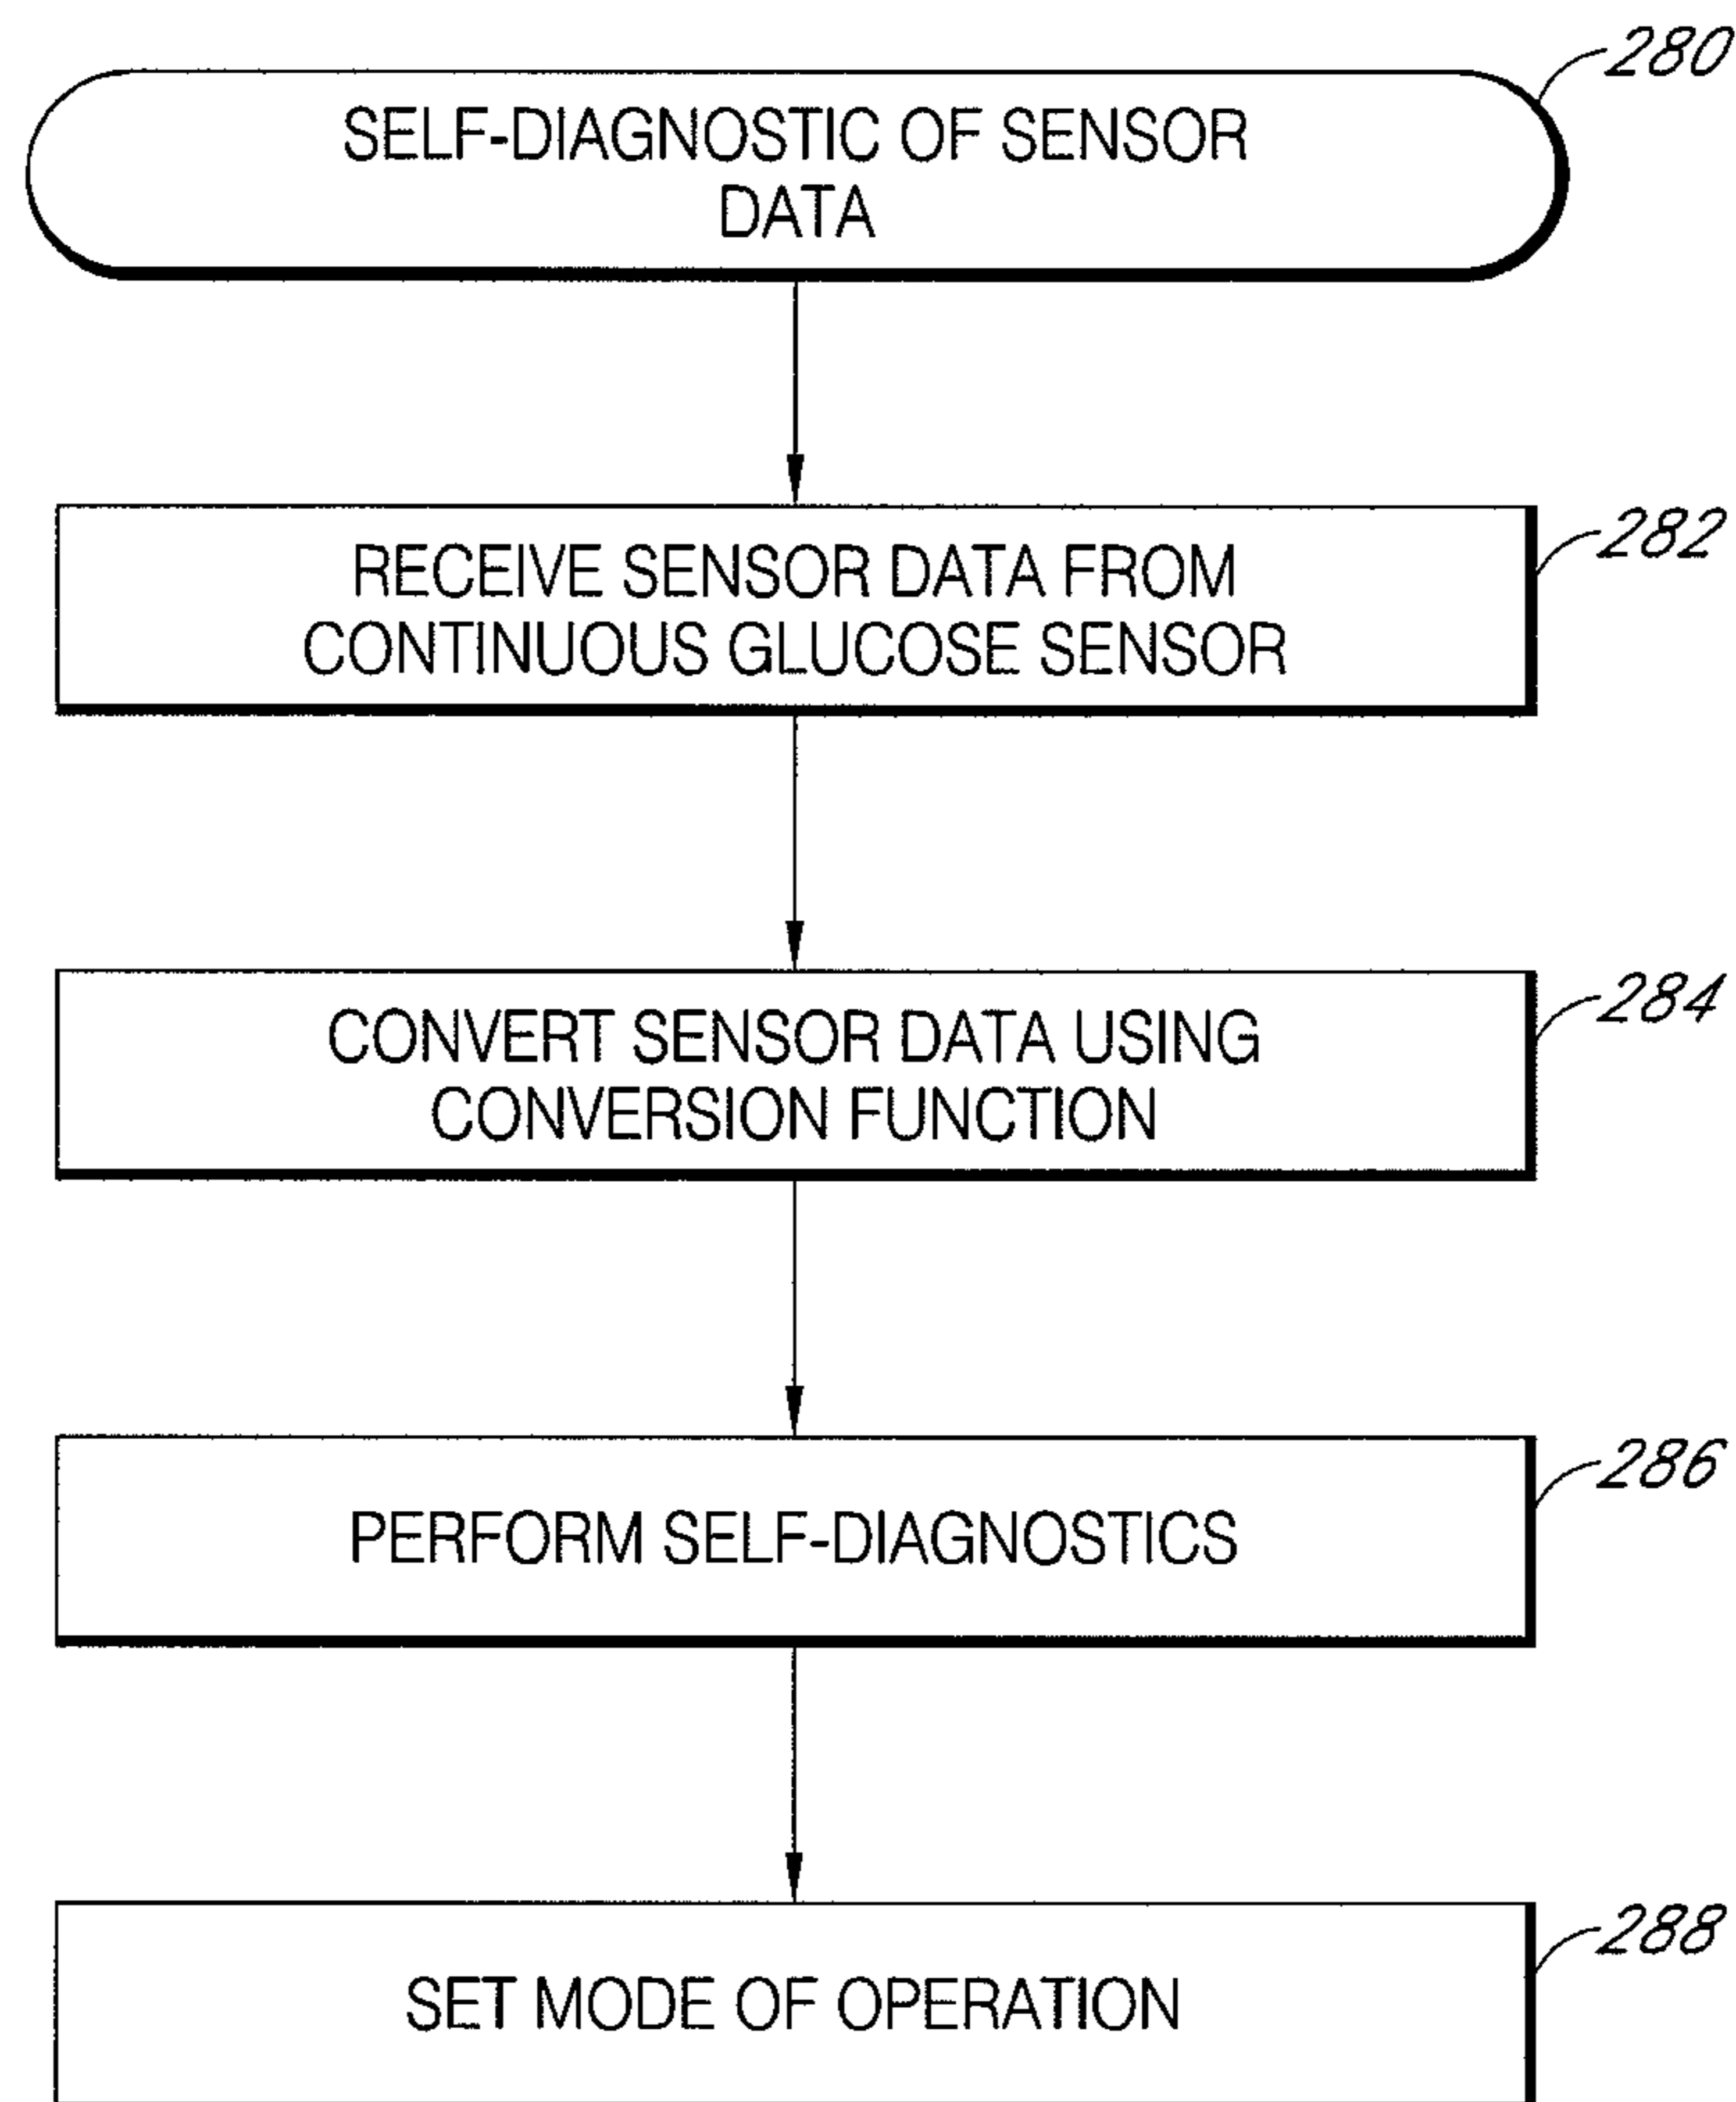 280
SELF-DIAGNOSTIC OF SENSOR
DATA
282
RECEIVE SENSOR DATA FROM
CONTINUOUS GLUCOSE SENSOR
284
CONVERT SENSOR DATA USING
CONVERSION FUNCTION
286
PERFORM SELF-DIAGNOSTICS
288
SET MODE OF OPERATION